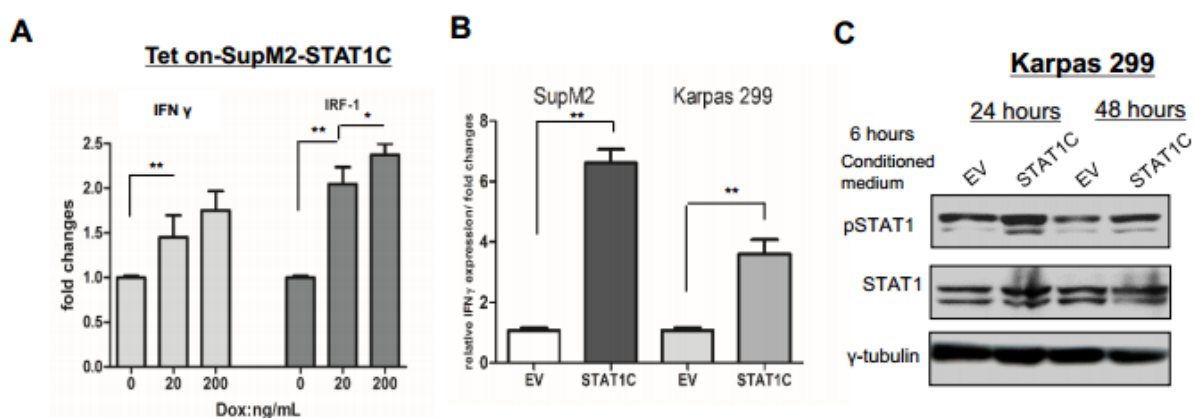 A
Tet on-SupM2-STAT1C
IFN γ
IRF-1
**
**
*
fold changes
2.5
2.0
1.5
1.0
0.5
0.0
0 20 200 0 20 200
Dox:ng/mL
B
SupM2 Karpas 299
**
**
relative IFNγ expression/ fold changes
8
6
4
2
0
EV STAT1C EV STAT1C
C
Karpas 299
24 hours 48 hours
6 hours
Conditioned
medium
EV STAT1C EV STAT1C
pSTAT1
STAT1
γ-tubulin